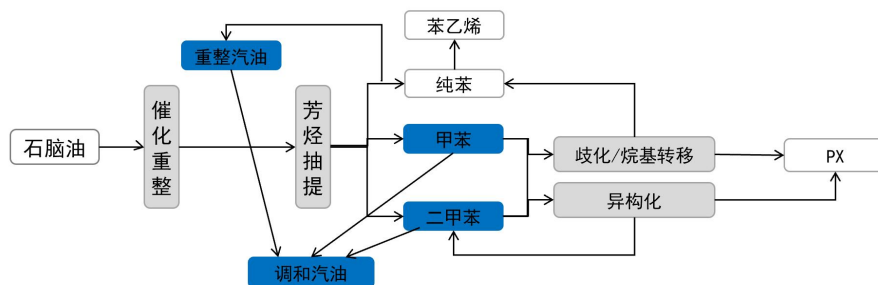 苯乙烯
重整汽油
纯苯
催化重整
芳烃抽提
石脑油
甲苯
歧化/烷基转移
PX
二甲苯
异构化
调和汽油